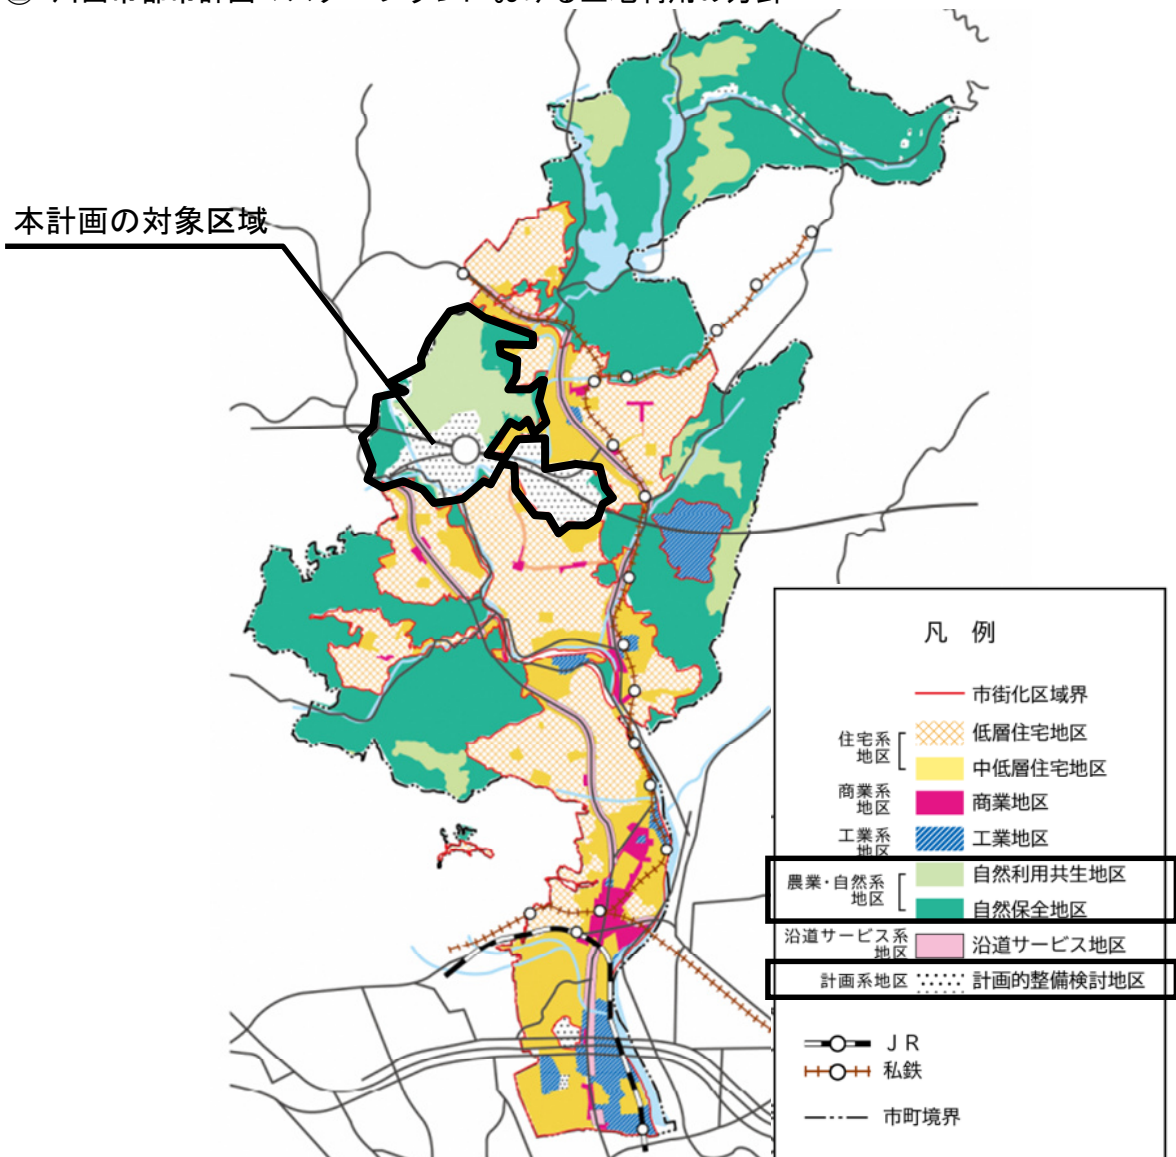 本計画の対象区域
凡 例
市街化区域界
住宅系
地区
低層住宅地区
中低層住宅地区
商業系
地区
商業地区
工業系
地区
工業地区
農業・自然系
地区
自然利用共生地区
自然保全地区
沿道サービス系
地区
沿道サービス地区
計画系地区
計画的整備検討地区
ＪＲ
私鉄
市町境界